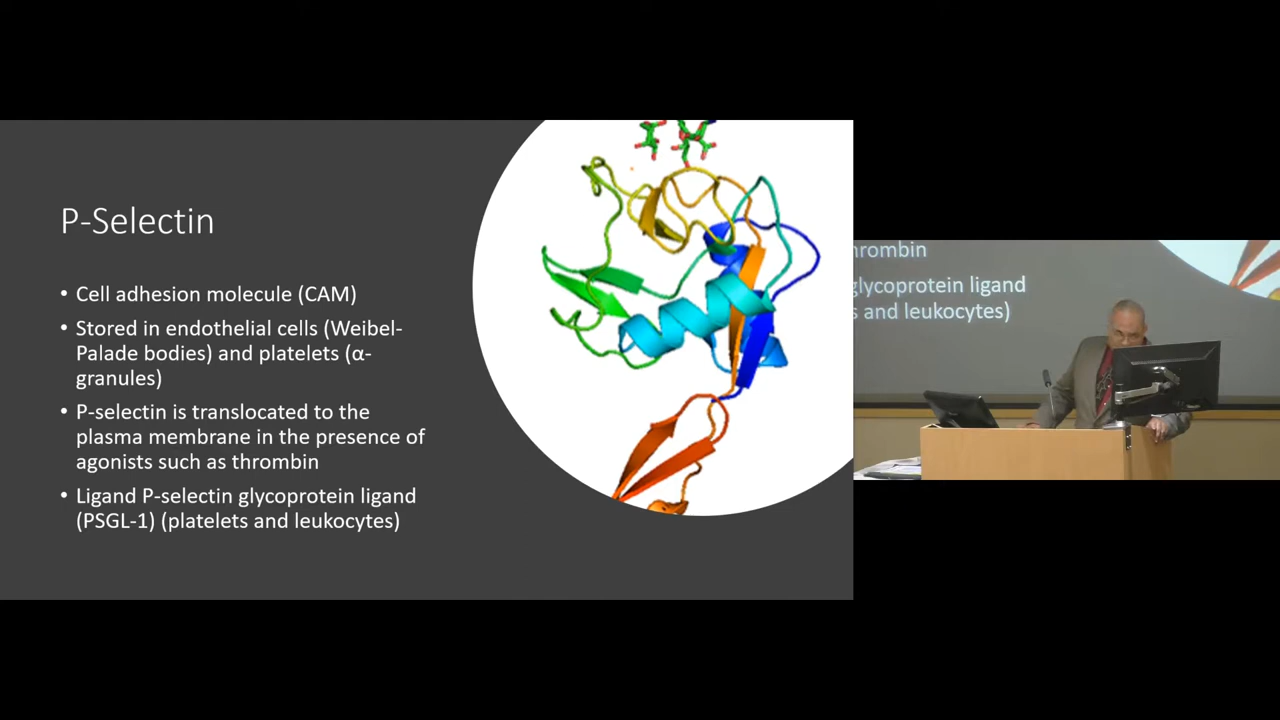 P-Selectin
• Cell adhesion molecule (CAM)
• Stored in endothelial cells (Weibel-
Palade bodies) and platelets (α-
granules)
• P-selectin is translocated to the
plasma membrane in the presence of
agonists such as thrombin
• Ligand P-selectin glycoprotein ligand
(PSGL-1) (platelets and leukocytes)
hrombin
glycoprotein ligand
s and leukocytes)